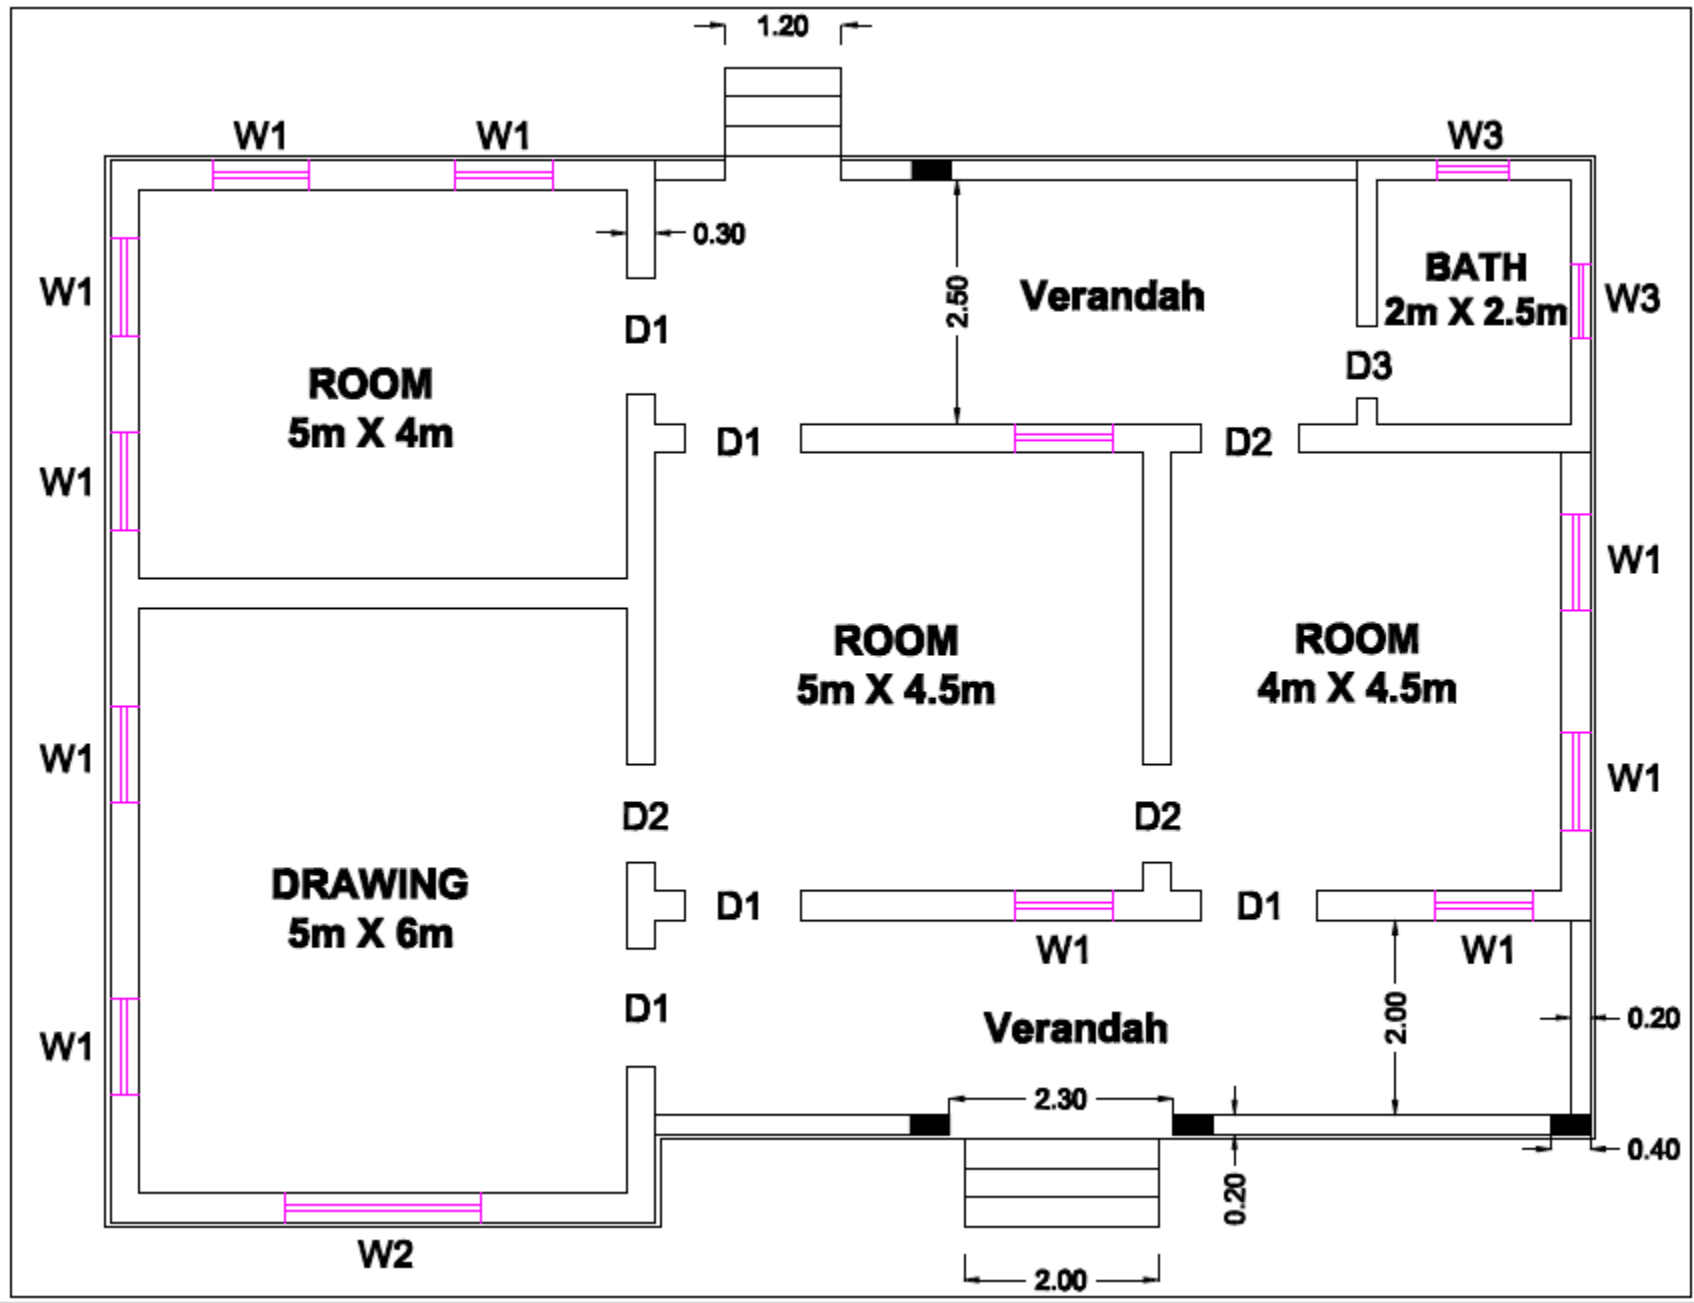 1.20
W1
W1
W3
0.30
W1
2.50
Verandah
BATH
2m X 2.5m
W3
D1
D3
ROOM
5m X 4m
D1
D2
W1
W1
ROOM
5m X 4.5m
ROOM
4m X 4.5m
W1
W1
D2
D2
DRAWING
5m X 6m
D1
D1
W1
W1
D1
Verandah
2.00
0.20
W1
2.30
0.40
0.20
W2
2.00